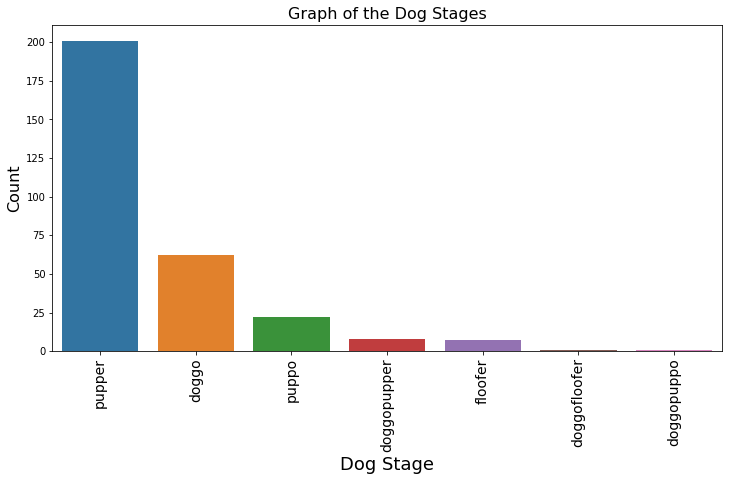 Graph of the Dog Stages
Count
200
175
150
125
100
75
50
25
0
pupper
doggo
puppo
doggopupper
floofer
doggofloofer
doggopuppo
Dog Stage